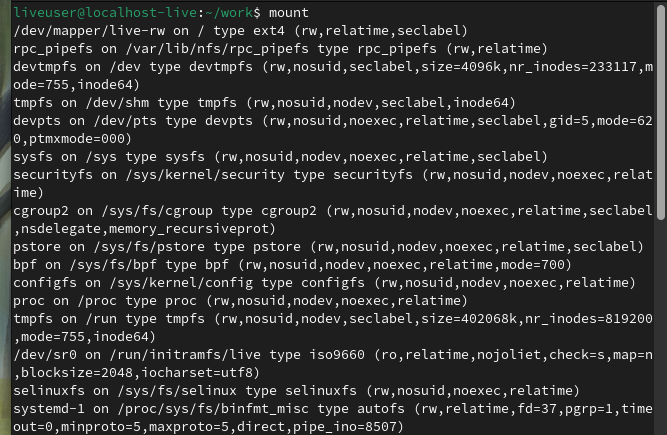 liveuser@localhost-live:~/work$ mount
/dev/mapper/live-rw on / type ext4 (rw,relatime,seclabel)
rpc_pipefs on /var/lib/nfs/rpc_pipefs type rpc_pipefs (rw,relatime)
devtmpfs on /dev type devtmpfs (rw,nosuid,seclabel,size=4096k,nr_inodes=233117,m
ode=755,inode64)
tmpfs on /dev/shm type tmpfs (rw,nosuid,nodev,seclabel,inode64)
devpts on /dev/pts type devpts (rw,nosuid,noexec,relatime,seclabel,gid=5,mode=62
0,ptmxmode=000)
sysfs on /sys type sysfs (rw,nosuid,nodev,noexec,relatime,seclabel)
securityfs on /sys/kernel/security type securityfs (rw,nosuid,nodev,noexec,relat
ime)
cgroup2 on /sys/fs/cgroup type cgroup2 (rw,nosuid,nodev,noexec,relatime,seclabel
,nsdelegate,memory_recursiveprot)
pstore on /sys/fs/pstore type pstore (rw,nosuid,nodev,noexec,relatime,seclabel)
bpf on /sys/fs/bpf type bpf (rw,nosuid,nodev,noexec,relatime,mode=700)
configfs on /sys/kernel/config type configfs (rw,nosuid,nodev,noexec,relatime)
proc on /proc type proc (rw,nosuid,nodev,noexec,relatime)
tmpfs on /run type tmpfs (rw,nosuid,nodev,seclabel,size=402068k,nr_inodes=819200
,mode=755,inode64)
/dev/sr0 on /run/initramfs/live type iso9660 (ro,relatime,nojoliet,check=s,map=n
,blocksize=2048,iocharset=utf8)
selinuxfs on /sys/fs/selinux type selinuxfs (rw,nosuid,noexec,relatime)
systemd-1 on /proc/sys/fs/binfmt_misc type autofs (rw,relatime,fd=37,pgrp=1,time
out=0,minproto=5,maxproto=5,direct,pipe_ino=8507)